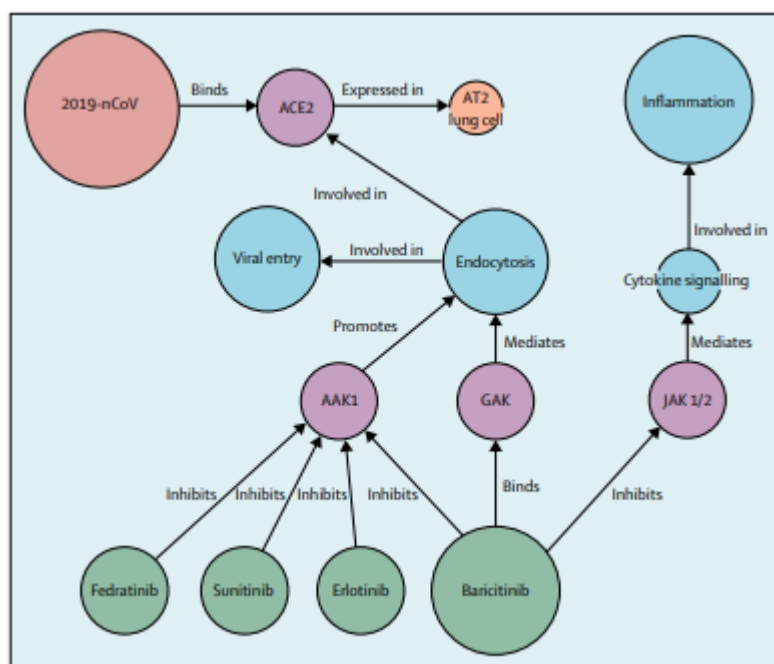 2019-nCoV
Binds
ACE2
Expressed in
AT2
lung cell
Inflammation
Involved in
Viral entry
Involved in
Endocytosis
Involved in
Cytokine signalling
Promotes
Mediates
Mediates
AAK1
GAK
JAK 1/2
Inhibits
Inhibits
Inhibits
Inhibits
Binds
Inhibits
Fedratinib
Sunitinib
Erlotinib
Baricitinib